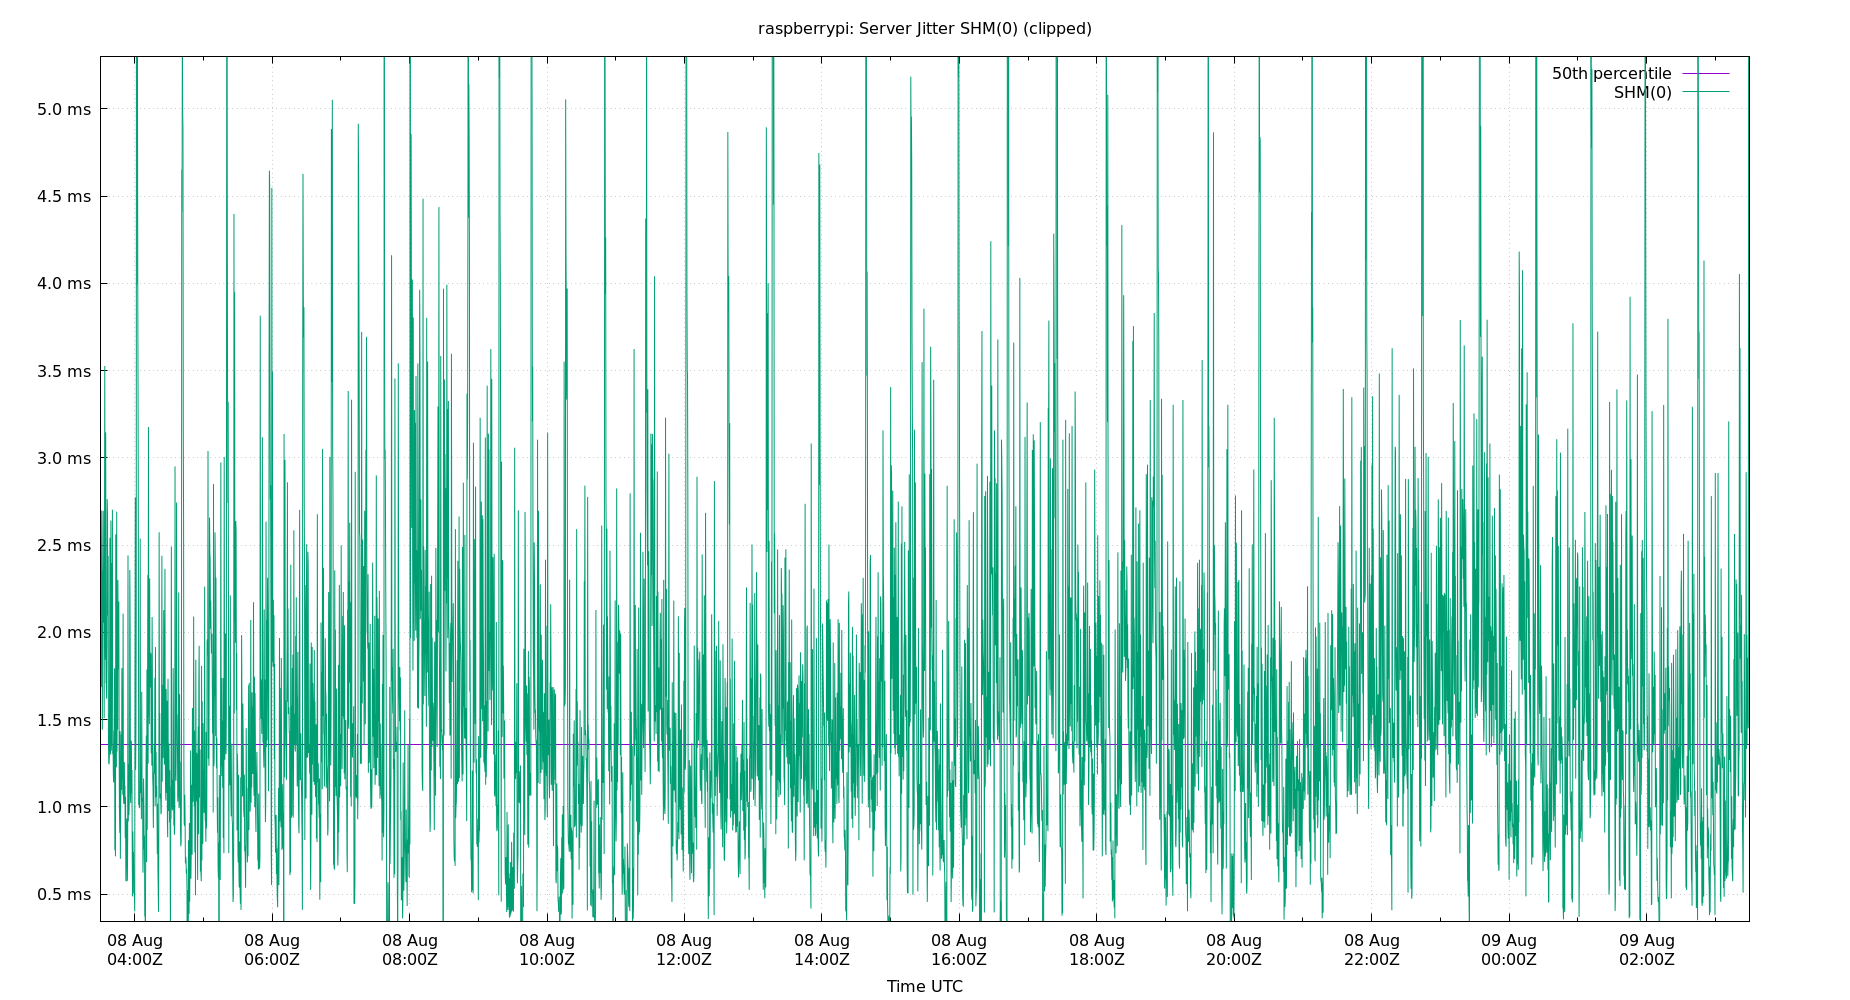 raspberrypi: Server Jitter SHM(0) (clipped)
50th percentile
SHM(0)
5.0 ms
4.5 ms
4.0 ms
3.5 ms
3.0 ms
2.5 ms
2.0 ms
1.5 ms
1.0 ms
0.5 ms
08 Aug 08 Aug 08 Aug 08 Aug 08 Aug 08 Aug 08 Aug 08 Aug 08 Aug 08 Aug 09 Aug 09 Aug
04:00Z 06:00Z 08:00Z 10:00Z 12:00Z 14:00Z 16:00Z 18:00Z 20:00Z 22:00Z 00:00Z 02:00Z
Time UTC